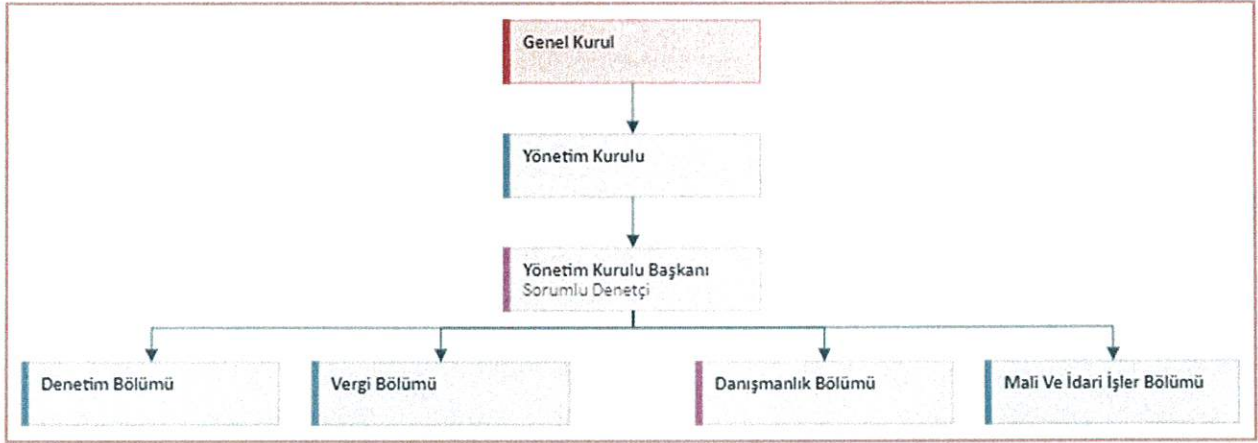 Genel Kurul
Yönetim Kurulu
Yönetim Kurulu Başkanı
Sorumlu Denetçi
Denetim Bölümü
Vergi Bölümü
Danışmanlık Bölümü
Mali Ve İdari İşler Bölümü